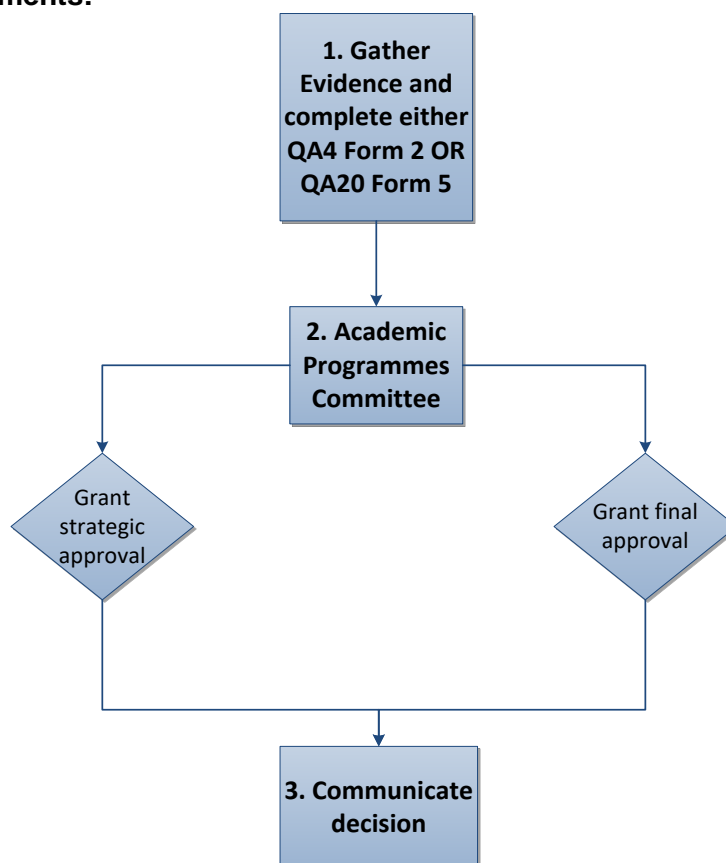 1. Gather
Evidence and
complete either
QA4 Form 2 OR
QA20 Form 5
2. Academic
Programmes
Committee
Grant
strategic
approval
Grant final
approval
3. Communicate
decision